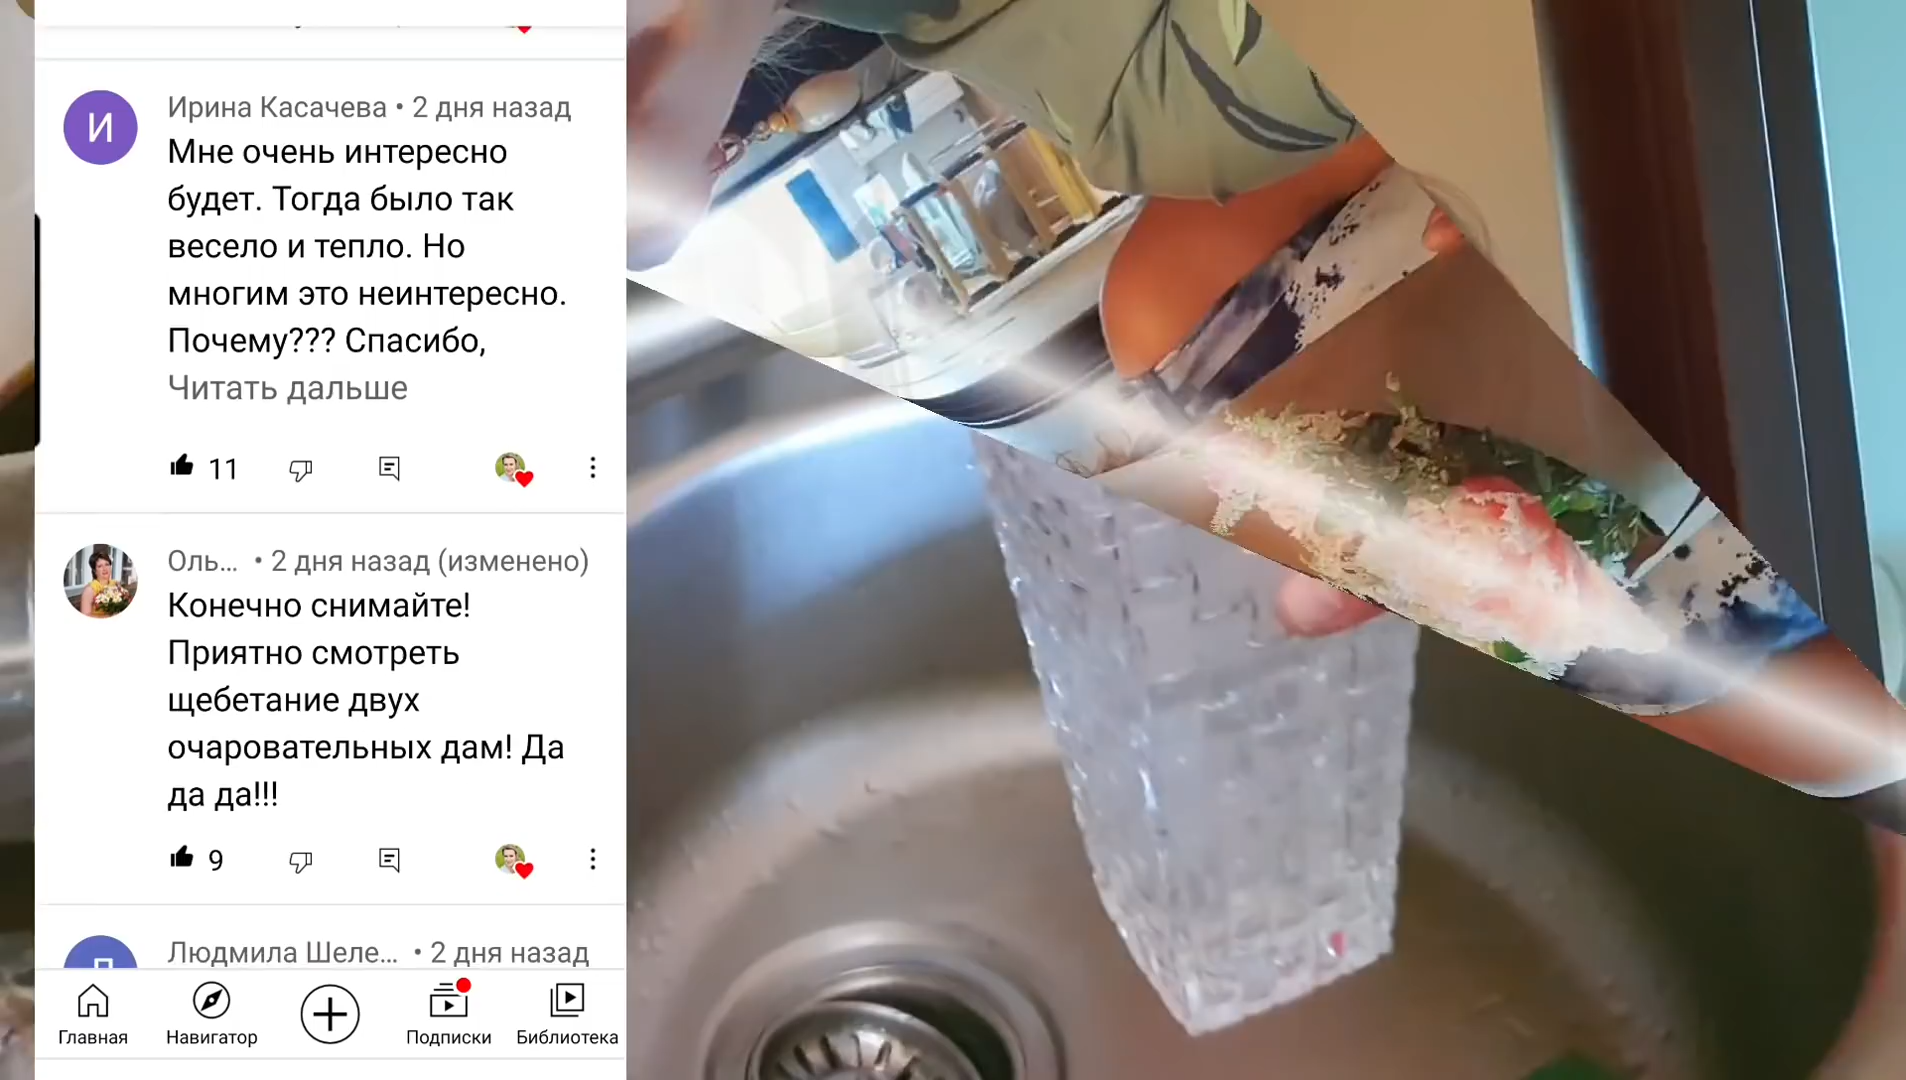 Ирина Касачева • 2 дня назад
Мне очень интересно
будет. Тогда было так
весело и тепло. Но
многим это неинтересно.
Почему??? Спасибо,
Читать дальше
11
Оль... • 2 дня назад (изменено)
Конечно снимайте!
Приятно смотреть
щебетание двух
очаровательных дам! Да
да да!!!
9
Людмила Шеле... • 2 дня назад
Главная
Навигатор
Подписки
Библиотека